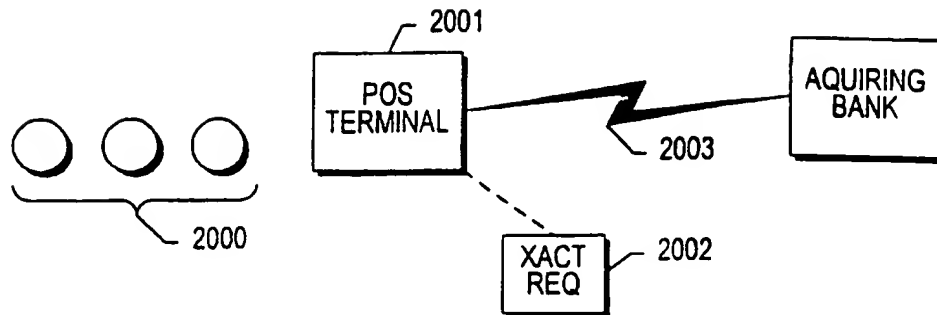 2001
POS
TERMINAL
AQUIRING
BANK
2003
2000
XACT
REQ
2002